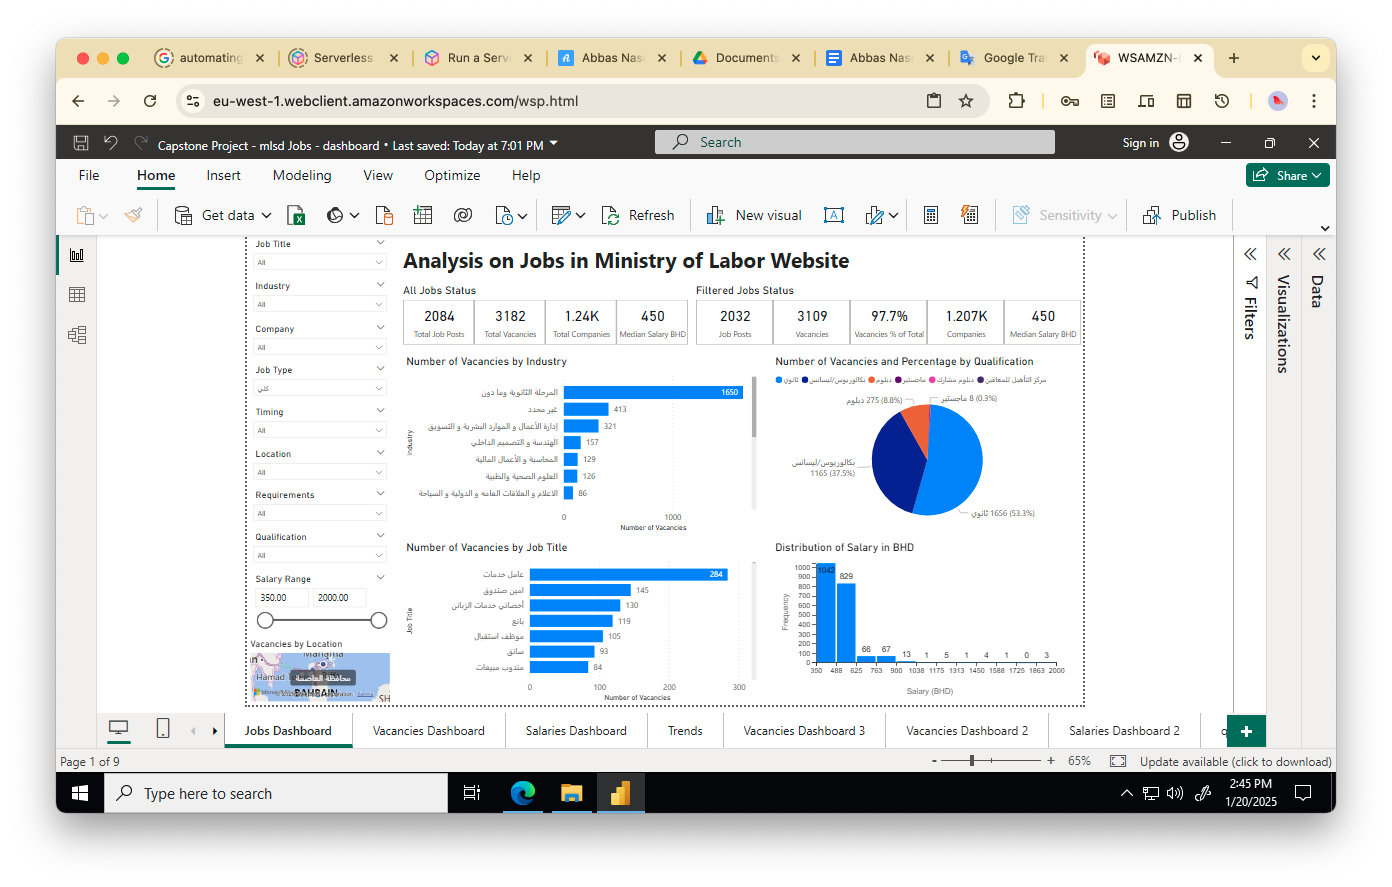 automating
Serverless
Run a Serv
Abbas Nas
Documents
Abbas Nas
Google Tra
WSAMZN-
eu-west-1.webclient.amazonworkspaces.com/wsp.html
Capstone Project - mlsd Jobs - dashboard • Last saved: Today at 7:01 PM
Search
Sign in
File Home Insert Modeling View Optimize Help
Share
Get data
Refresh
New visual
Sensitivity
Publish
Job Title
All
Industry
All
Company
All
Job Type
كلي
Timing
All
Location
All
Requirements
All
Qualification
All
Salary Range
350.00 2000.00
Vacancies by Location
Manama
Hamad
محافظة العاصمة
BAHRAIN
Terms
SH
Analysis on Jobs in Ministry of Labor Website
All Jobs Status
2084 3182 1.24K 450
Total Job Posts Total Vacancies Total Companies Median Salary BHD
Filtered Jobs Status
2032 3109 97.7% 1.207K 450
Job Posts Vacancies Vacancies % of Total Companies Median Salary BHD
Number of Vacancies by Industry
Industry
المرحلة الثانوية وما دون 1650
غير محدد 413
إدارة الأعمال و الموارد البشرية و التسويق 321
الهندسة و التصميم الداخلي 157
المحاسبة و الأعمال المالية 129
العلوم الصحية والطبية 126
الاعلام و العلاقات العامه و الدولية و السياحة 86
0 1000
Number of Vacancies
Number of Vacancies and Percentage by Qualification
ثانوي بكالوريوس/ليسانس دبلوم ماجستير دبلوم مشارك مركز التأهيل للمعاقين
دبلوم 275 (8.8%)
ماجستير 8 (0.3%)
بكالوريوس/ليسانس
1165 (37.5%)
ثانوي 1656 (53.3%)
Number of Vacancies by Job Title
Job Title
عامل خدمات 284
امين صندوق 145
أخصائي خدمات الزبائن 130
بائع 119
موظف استقبال 105
سائق 93
مندوب مبيعات 84
0 100 200 300
Number of Vacancies
Distribution of Salary in BHD
Frequency
1000
900
800
700
600
500
400
300
200
100
0
1042 829 66 67 13 1 5 1 4 1 0 3
350 488 625 763 900 1038 1175 1313 1450 1588 1725 1863 2000
Salary (BHD)
Filters
Visualizations
Data
Jobs Dashboard
Vacancies Dashboard
Salaries Dashboard
Trends
Vacancies Dashboard 3
Vacancies Dashboard 2
Salaries Dashboard 2
Page 1 of 9
65%
Update available (click to download)
Type here to search
2:45 PM
1/20/2025